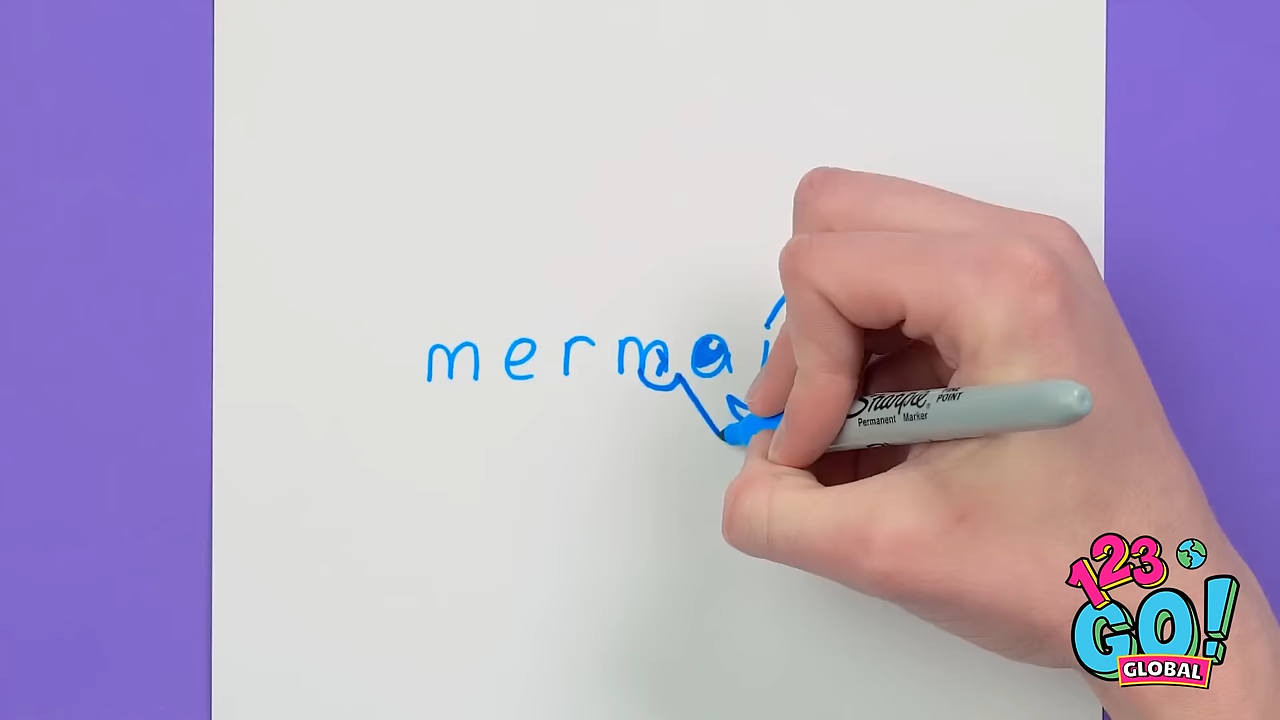 mermai
Sharpie
Permanent Marker
FINE
POINT
123
GO!
GLOBAL